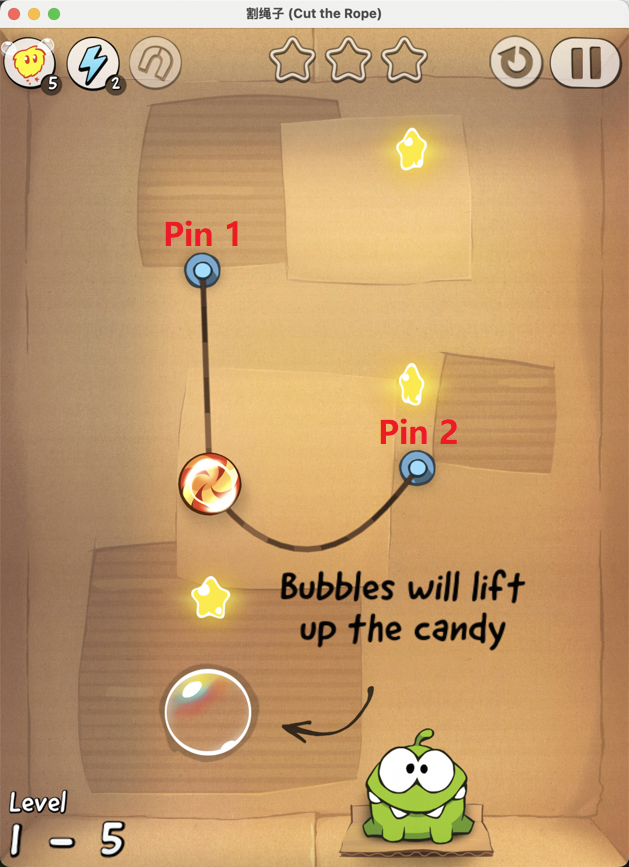 割绳子 (Cut the Rope)
5
2
Pin 1
Pin 2
Bubbles will lift
up the candy
Level
1 - 5